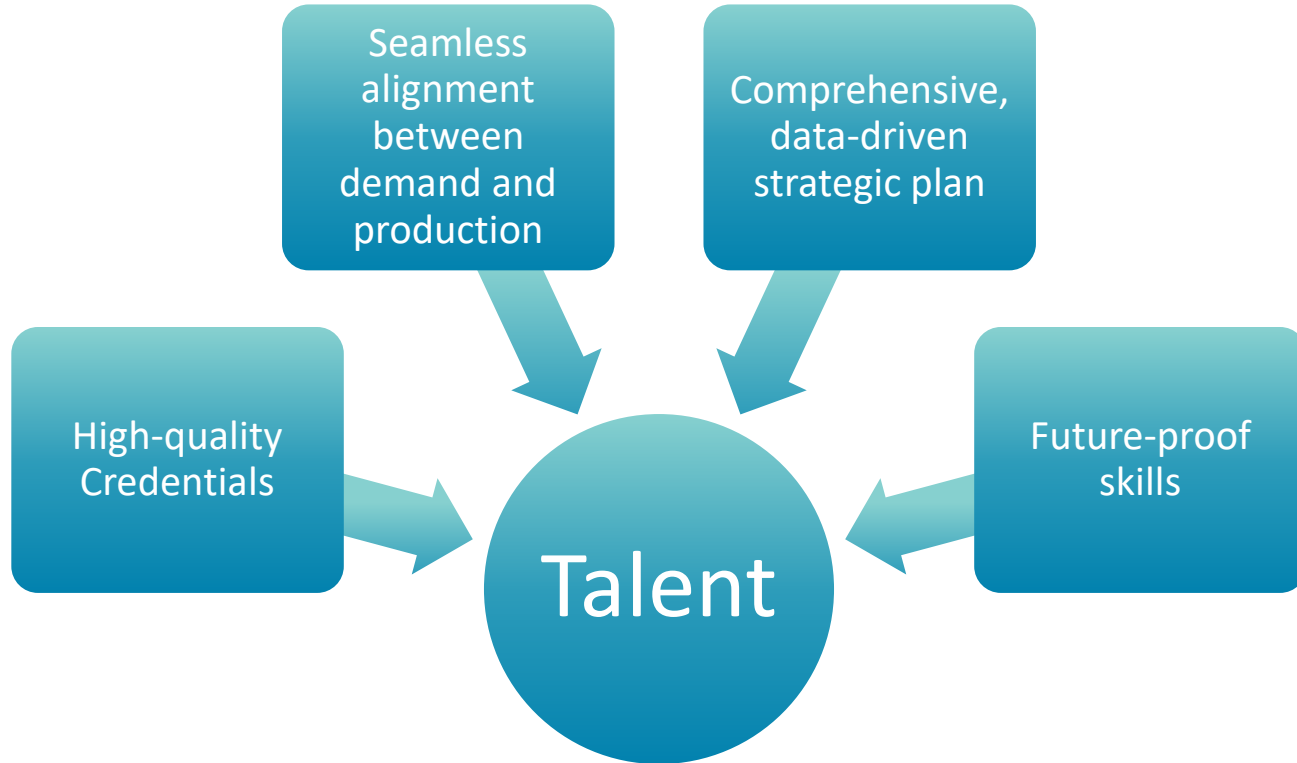 Seamless
alignment
between
demand and
production
Comprehensive,
data-driven
strategic plan
High-quality
Credentials
Future-proof
skills
Talent